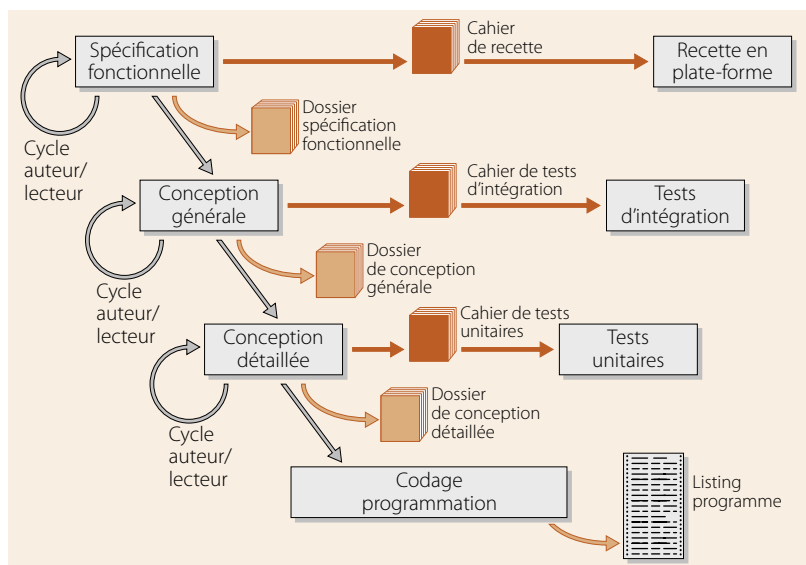 Spécification
fonctionnelle
Cahier
de recette
Recette en
plate-forme
Cycle
auteur/
lecteur
Dossier
spécification
fonctionnelle
Conception
générale
Cahier de tests
d'intégration
Tests
d'intégration
Cycle
auteur/
lecteur
Dossier
de conception
générale
Conception
détaillée
Cahier de tests
unitaires
Tests
unitaires
Cycle
auteur/
lecteur
Dossier
de conception
détaillée
Codage
programmation
Listing
programme